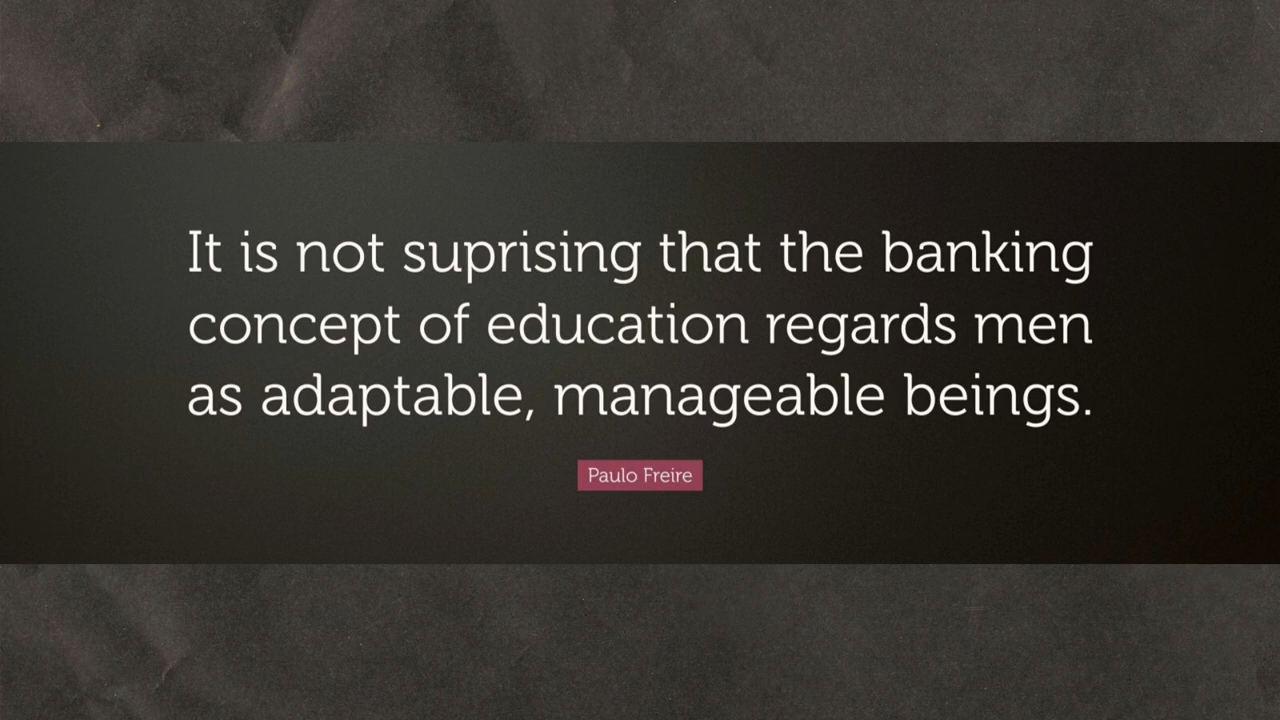 It is not suprising that the banking
concept of education regards men
as adaptable, manageable beings.
Paulo Freire